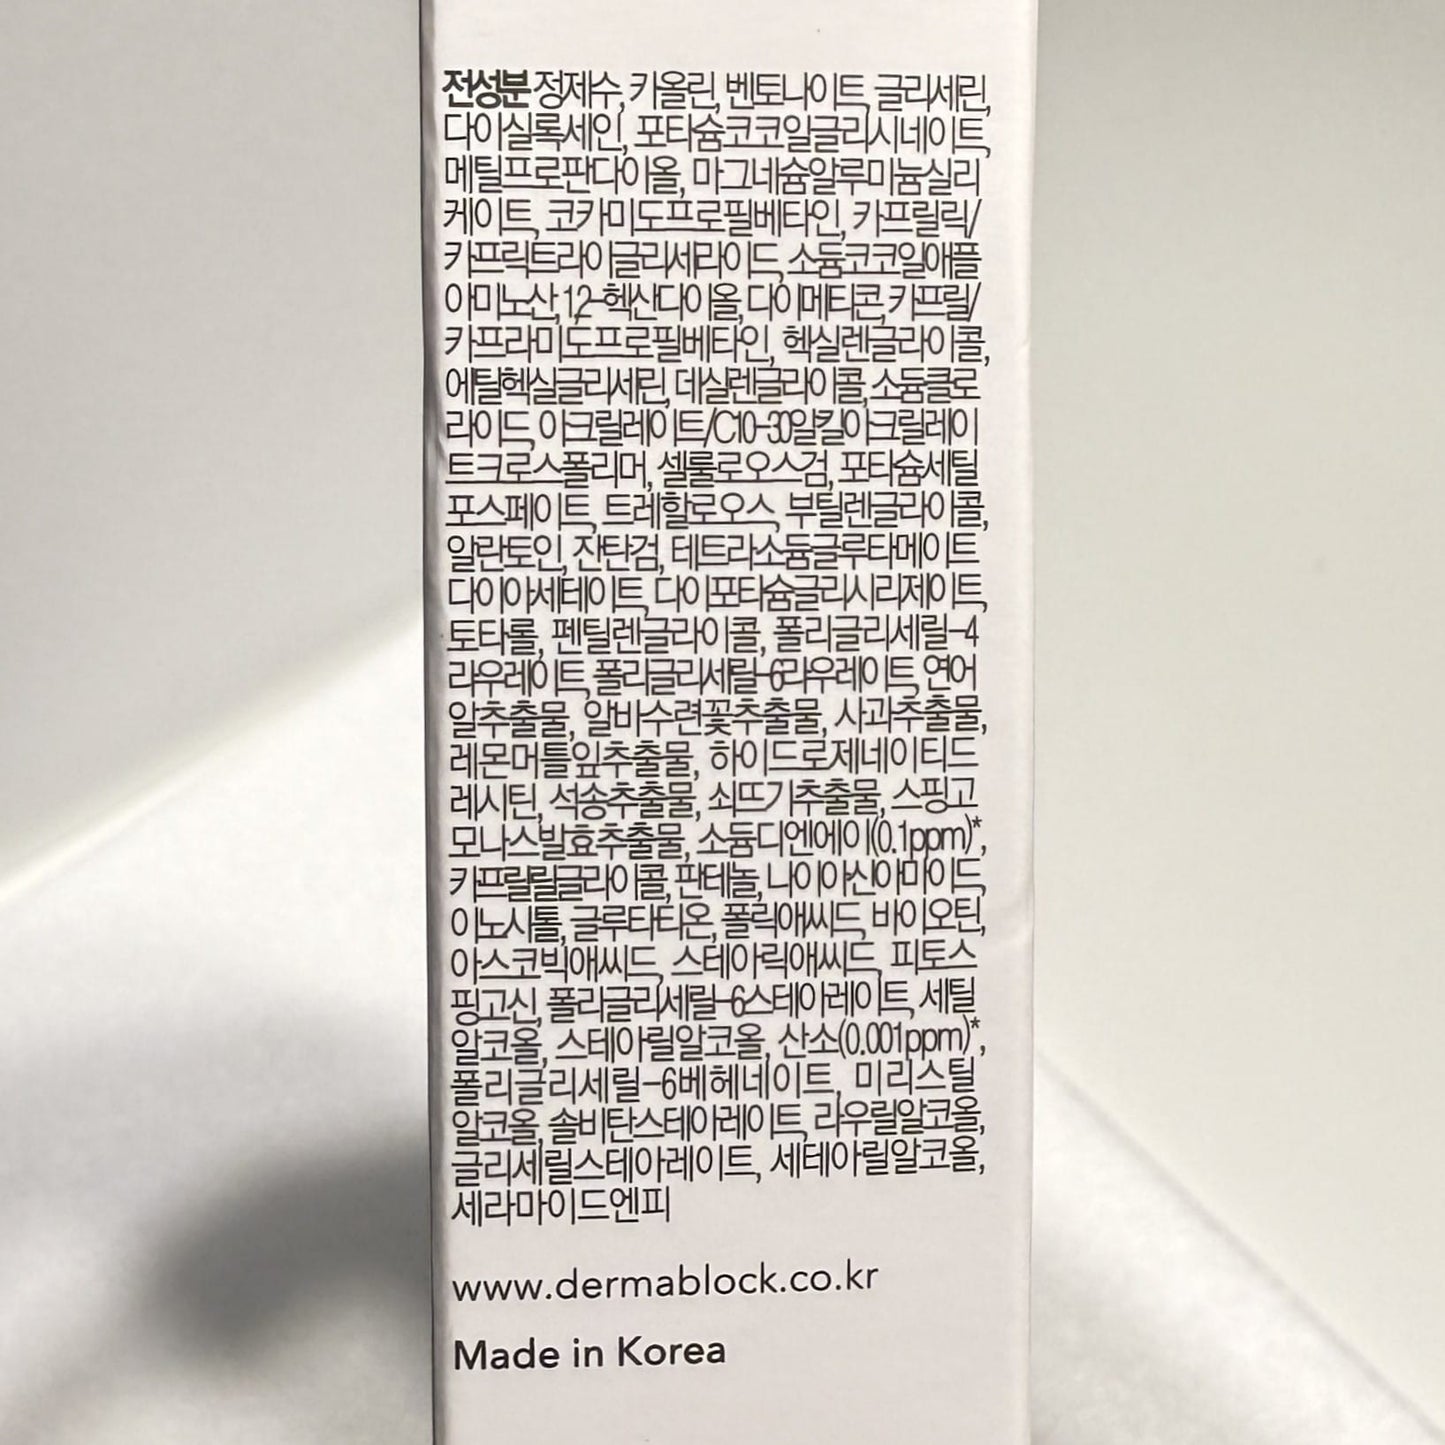 전성분 정제수, 카올린, 벤토나이트, 글리세린,
다이실록세인, 포타슘코코일글리시네이트,
메틸프로판다이올, 마그네슘알루미늄실리
케이트, 코카미도프로필베타인, 카프릴릭/
카프릭트라이글리세라이드, 소듐코코일애플
아미노산, 1,2-헥산다이올, 다이메티콘, 카프릴/
카프라미도프로필베타인, 헥실렌글라이콜,
에틸헥실글리세린, 데실렌글라이콜, 소듐클로
라이드, 아크릴레이트/C10-30알킬아크릴레이
트크로스폴리머, 셀룰로오스검, 포타슘세틸
포스페이트, 트레할로오스, 부틸렌글라이콜,
알란토인, 잔탄검, 테트라소듐글루타메이트
다이아세테이트, 다이포타슘글리시리제이트,
토타롤, 펜틸렌글라이콜, 폴리글리세릴-4
라우레이트, 폴리글리세릴-6라우레이트, 연어
알추출물, 알바수련꽃추출물, 사과추출물,
레몬머틀잎추출물, 하이드로제네이티드
레시틴, 석송추출물, 쇠뜨기추출물, 스핑고
모나스발효추출물, 소듐디엔에이(0.1ppm)*,
카프릴릴글라이콜, 판테놀, 나이아신아마이드,
이노시톨, 글루타티온, 폴릭애씨드, 바이오틴,
아스코빅애씨드, 스테아릭애씨드, 피토스
핑고신, 폴리글리세릴-6스테아레이트, 세틸
알코올, 스테아릴알코올, 산소(0.001ppm)*,
폴리글리세릴-6베헤네이트, 미리스틸
알코올, 솔비탄스테아레이트, 라우릴알코올,
글리세릴스테아레이트, 세테아릴알코올,
세라마이드엔피
www.dermablock.co.kr
Made in Korea